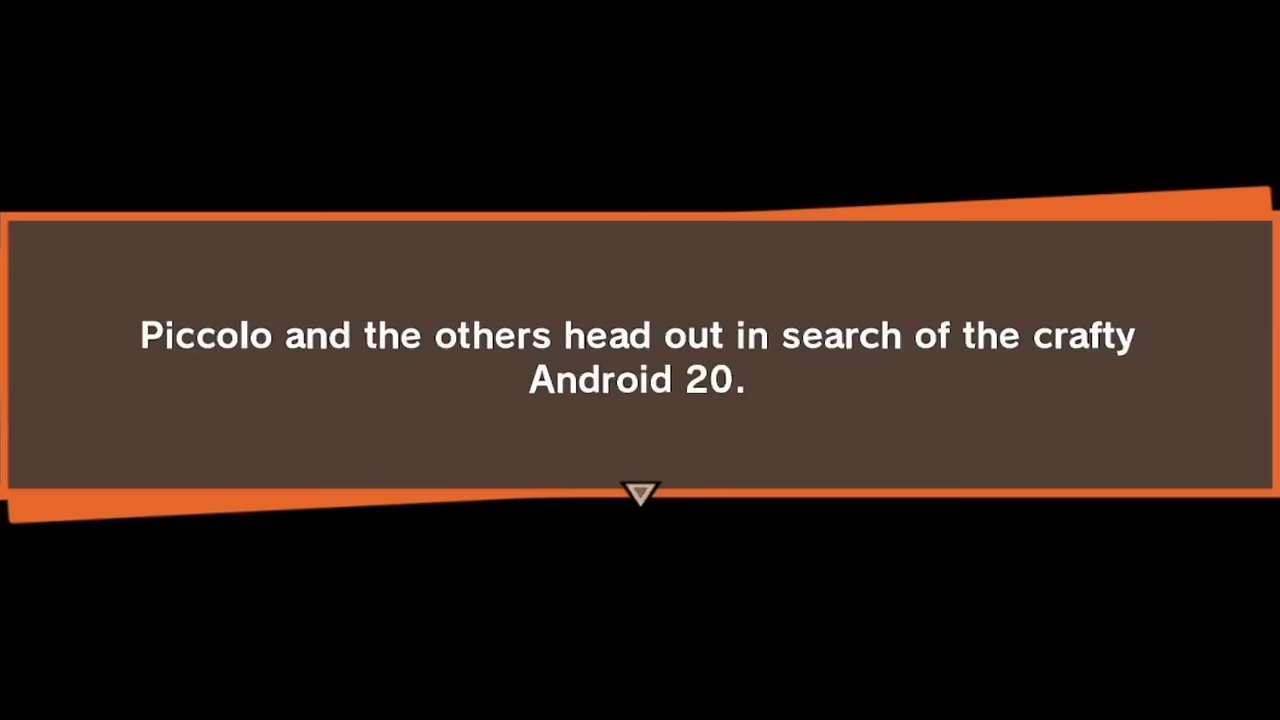 Piccolo and the others head out in search of the crafty
Android 20.